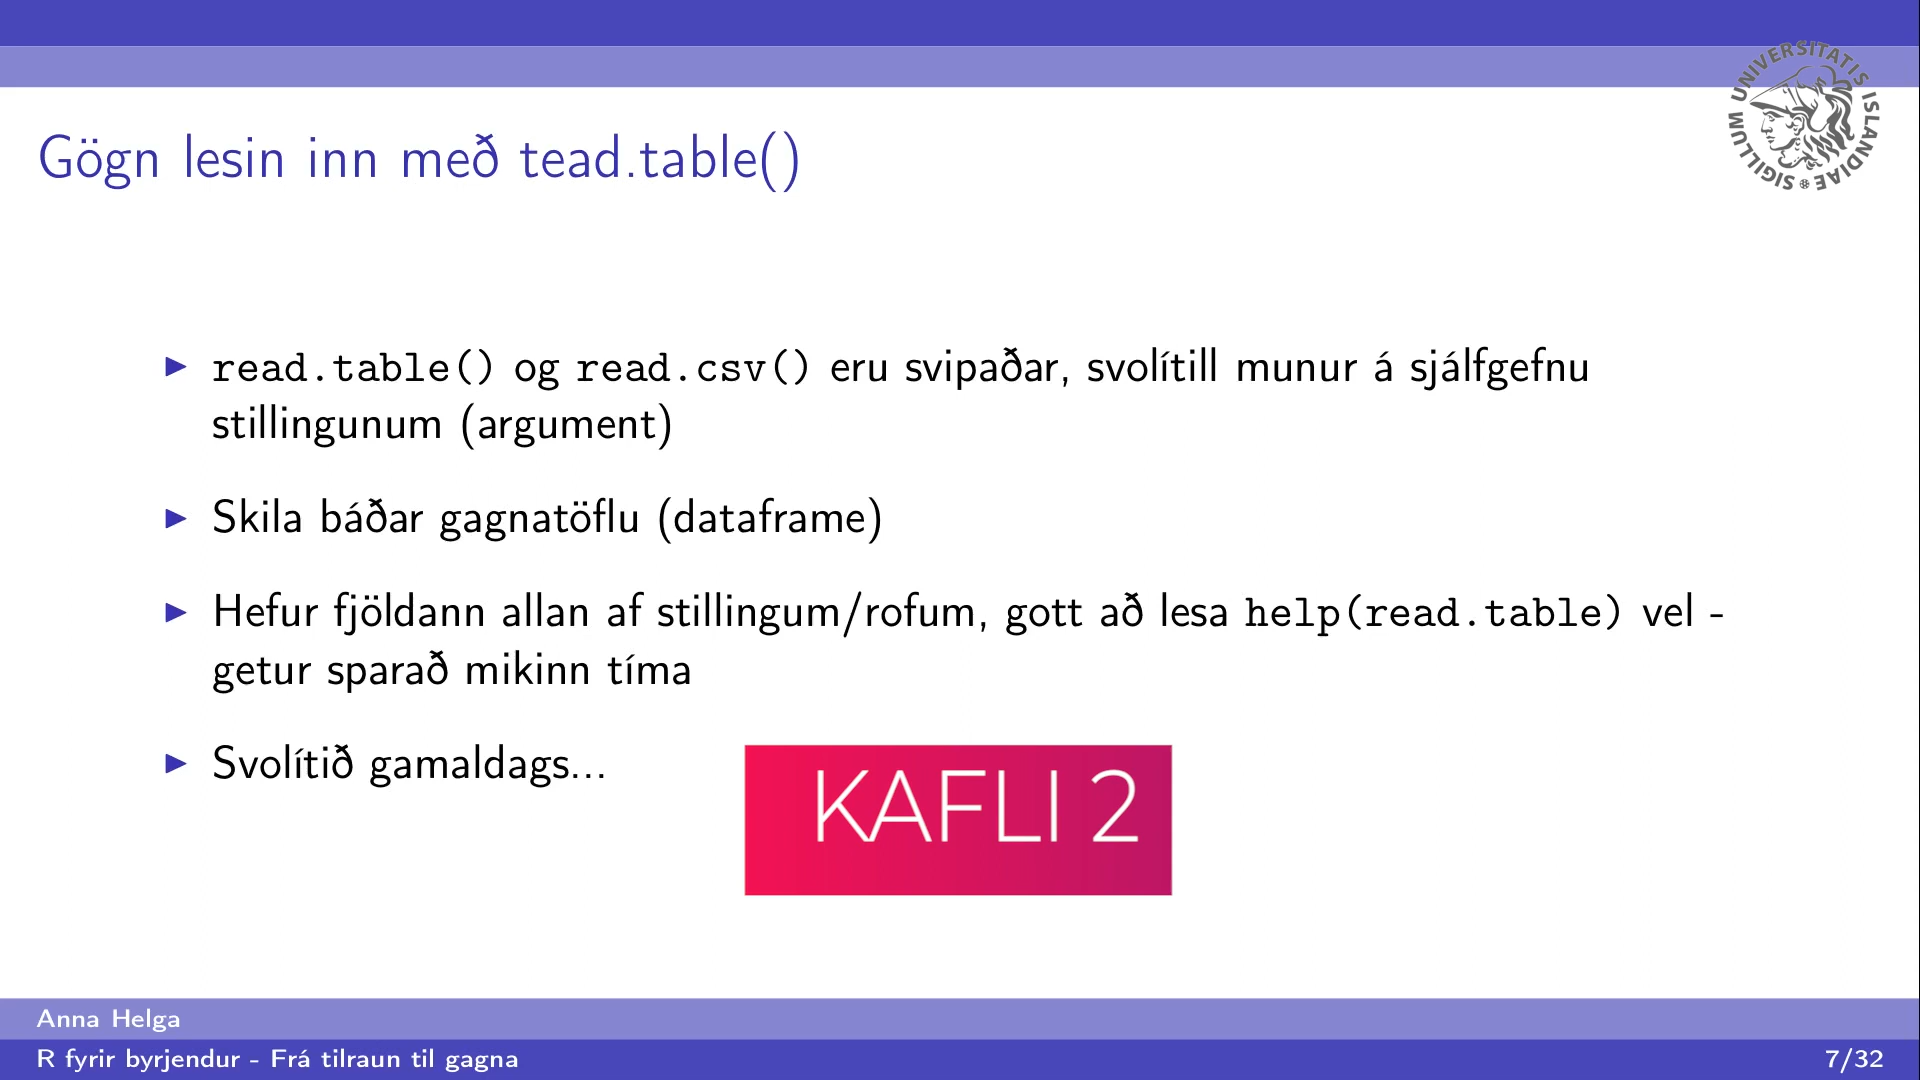 SIGILLUM UNIVERSITATIS ISLANDIAE
Gögn lesin inn með tead.table()
read.table() og read.csv() eru svipaðar, svolítill munur á sjálfgefnu
stillingunum (argument)
Skila báðar gagnatöflu (dataframe)
Hefur fjöldann allan af stillingum/rofum, gott að lesa help(read.table) vel -
getur sparað mikinn tíma
Svolítið gamaldags...
KAFLI 2
Anna Helga
R fyrir byrjendur - Frá tilraun til gagna
7/32